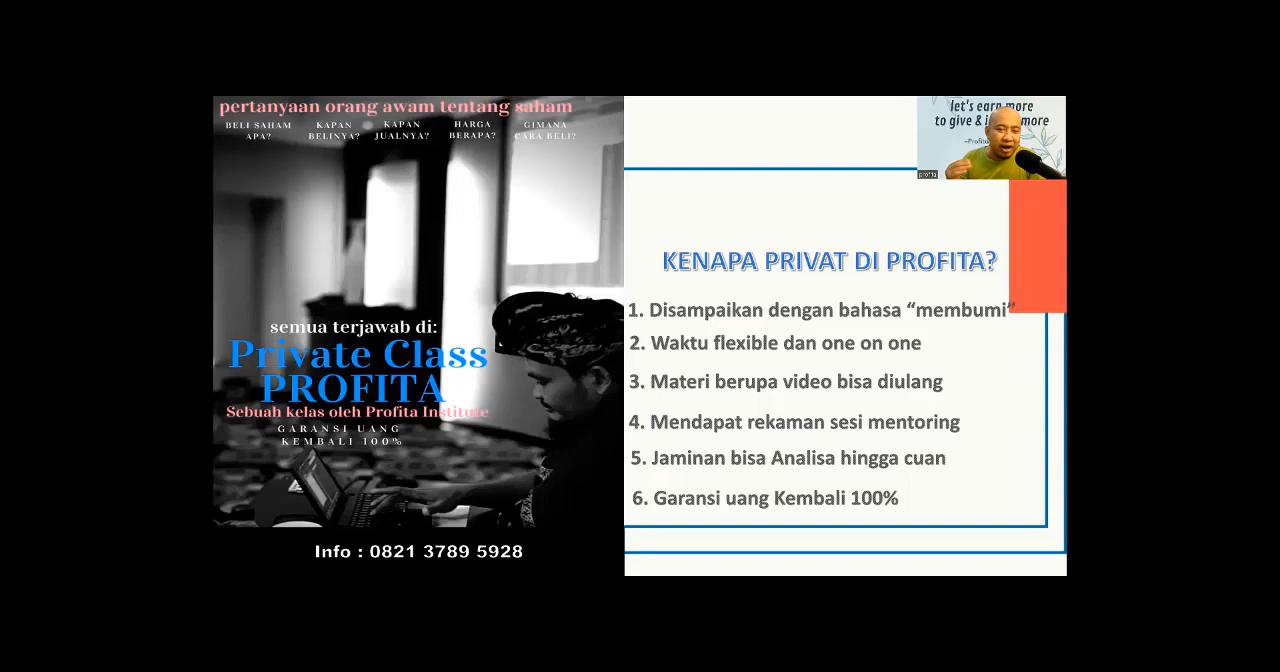 pertanyaan orang awam tentang saham
BELI SAHAM APA?
KAPAN BELINYA?
KAPAN JUALNYA?
HARGA BERAPA?
GIMANA CARA BELI?
semua terjawab di:
Private Class
PROFITA
Sebuah kelas oleh Profita Institute
GARANSI UANG
KEMBALI 100%
Info : 0821 3789 5928
let's earn more
to give & more
profita
KENAPA PRIVAT DI PROFITA?
1. Disampaikan dengan bahasa “membumi”
2. Waktu flexible dan one on one
3. Materi berupa video bisa diulang
4. Mendapat rekaman sesi mentoring
5. Jaminan bisa Analisa hingga cuan
6. Garansi uang Kembali 100%